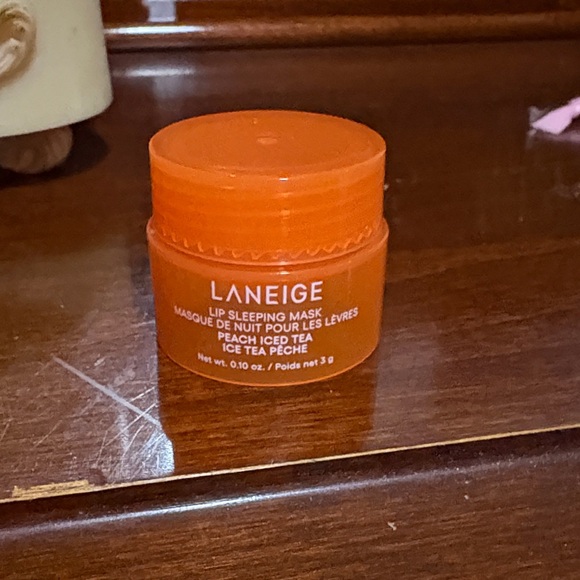 LANEIGE
LIP SLEEPING MASK
MASQUE DE NUIT POUR LES LÈVRES
PEACH ICED TEA
ICE TEA PÊCHE
Net wt. 0.10 oz. / Poids net 3 g